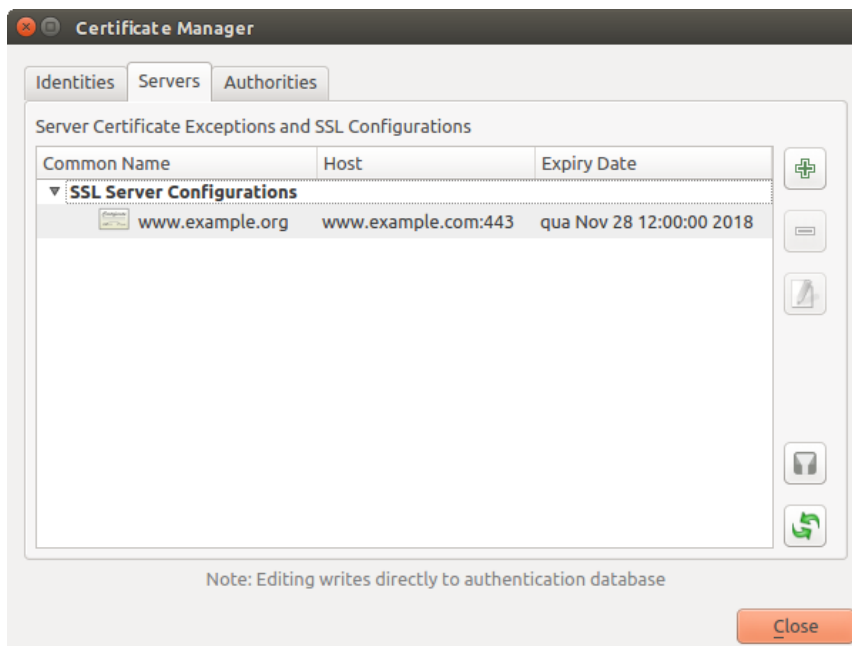 Certificate Manager
Identities Servers Authorities
Server Certificate Exceptions and SSL Configurations
Common Name Host Expiry Date
SSL Server Configurations
www.example.org www.example.com:443 qua Nov 28 12:00:00 2018
Note: Editing writes directly to authentication database
Close